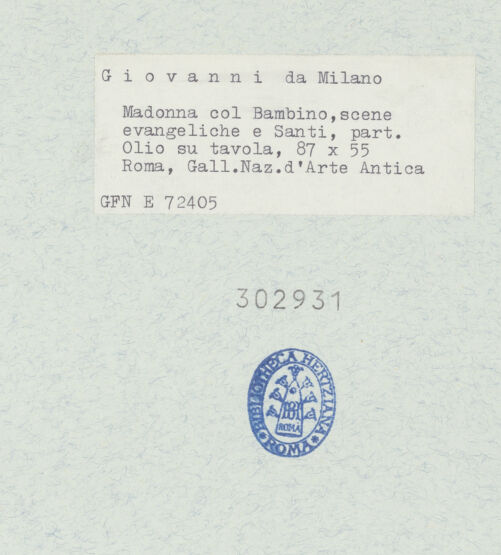 G i o v a n n i  da Milano
Madonna col Bambino,scene
evangeliche e Santi, part.
Olio su tavola, 87 x 55
Roma, Gall.Naz.d'Arte Antica
GFN E 72405
302931
BIBLIOTHECA HERTZIANA
ROMA
ROMA